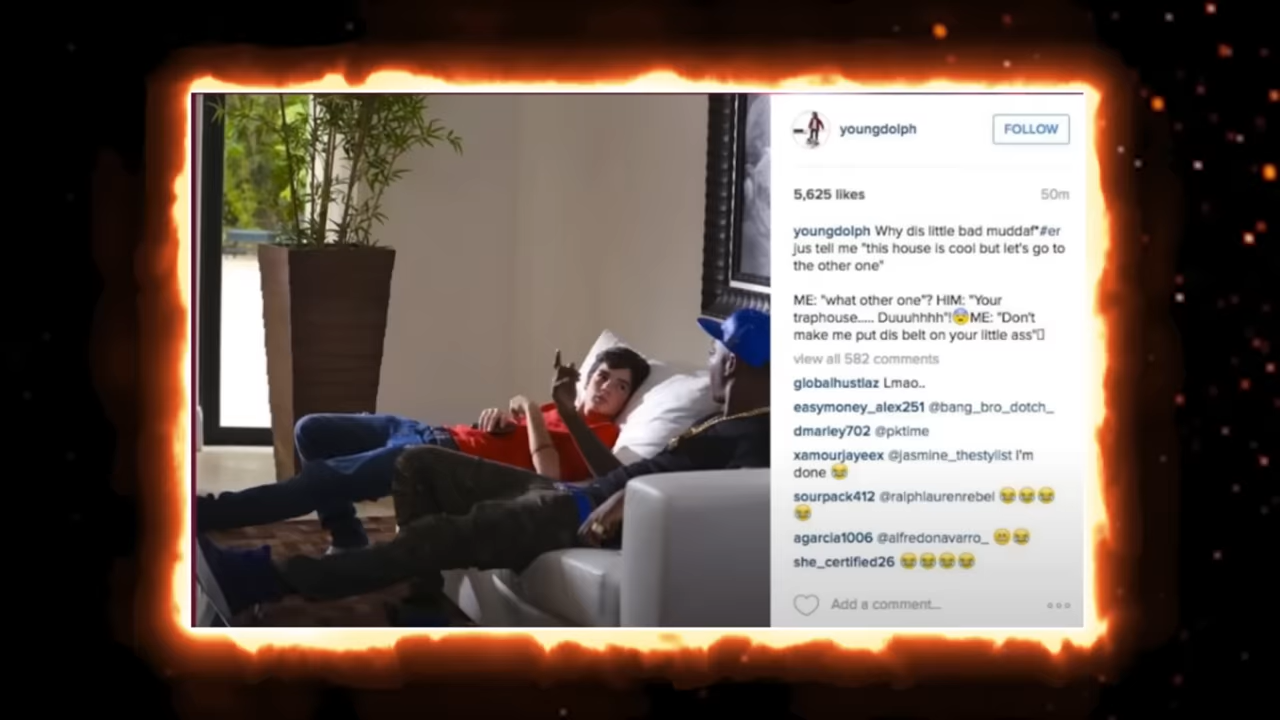 youngdolph
FOLLOW
5,625 likes
50m
youngdolph Why dis little bad muddaf*#er
jus tell me "this house is cool but let's go to
the other one"
ME: "what other one"? HIM: "Your
traphouse..... Duuuhhhh"!😨ME: "Don't
make me put dis belt on your little ass"▯
view all 582 comments
globalhustlaz Lmao..
easymoney_alex251 @bang_bro_dotch_
dmarley702 @pktime
xamourjayeex @jasmine_thestylist I'm
done 😂
sourpack412 @ralphlaurenrebel 😂😂😂
😂
agarcia1006 @alfredonavarro_ 😁😂
she_certified26 😂😂😂😂
Add a comment...